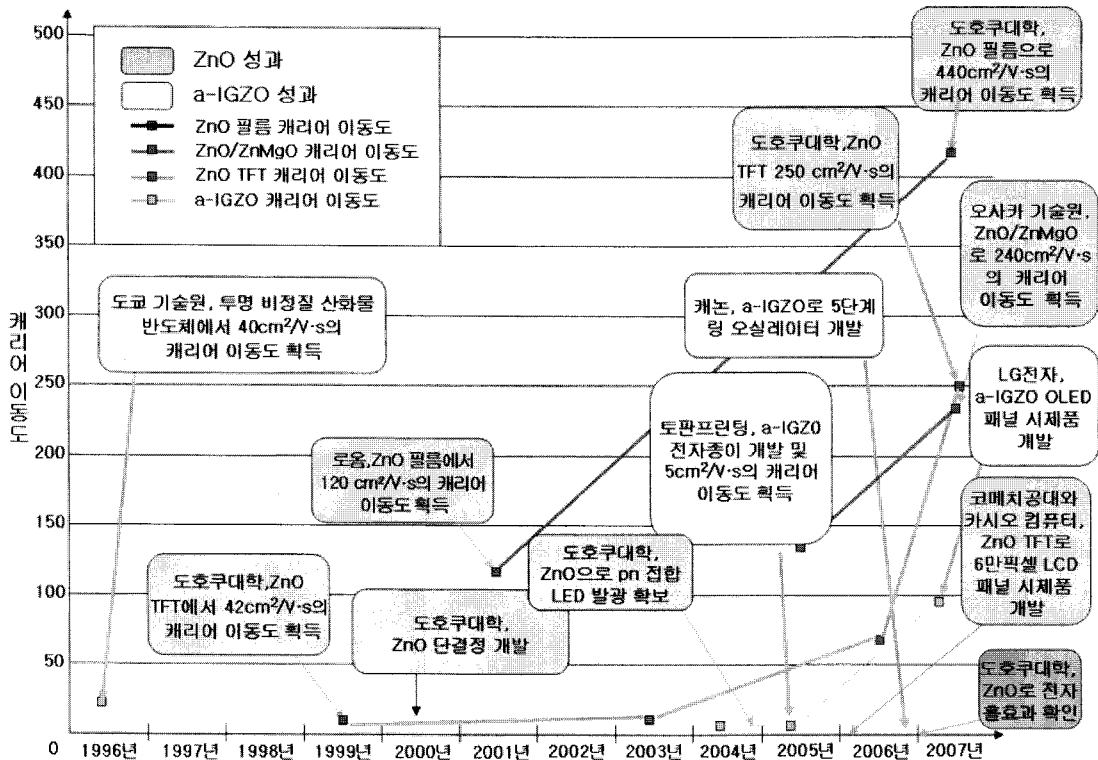 500
450
400
350
300
250
200
150
100
50
0
캐리어 이동도
ZnO 성과
a-IGZO 성과
ZnO 필름 캐리어 이동도
ZnO/ZnMgO 캐리어 이동도
ZnO TFT 캐리어 이동도
a-IGZO 캐리어 이동도
도호쿠대학,
ZnO 필름으로
440cm²/V·s의
캐리어 이동도 획득
도호쿠대학,ZnO
TFT 250 cm²/V·s의
캐리어 이동도 획득
오사카 기술원,
ZnO/ZnMgO
로 240cm²/V·s
의 캐리어
이동도 획득
도쿄 기술원, 투명 비정질 산화물
반도체에서 40cm²/V·s의
캐리어 이동도 획득
캐논, a-IGZO로 5단계
링 오실레이터 개발
LG전자,
a-IGZO OLED
패널 시제품
개발
토판프린팅, a-IGZO
전자종이 개발 및
5cm²/V·s의 캐리어
이동도 획득
로옴,ZnO 필름에서
120 cm²/V·s의 캐리어
이동도 획득
코메치공대와
카시오 컴퓨터,
ZnO TFT로
6만픽셀 LCD
패널 시제품
개발
도호쿠대학,
ZnO으로 pn 접합
LED 발광 확보
도호쿠대학,ZnO
TFT에서 42cm²/V·s의
캐리어 이동도 획득
도호쿠대학,
ZnO 단결정 개발
도호쿠대학,
ZnO로 전자
홀효과 확인
1996년 1997년 1998년 1999년 2000년 2001년 2002년 2003년 2004년 2005년 2006년 2007년